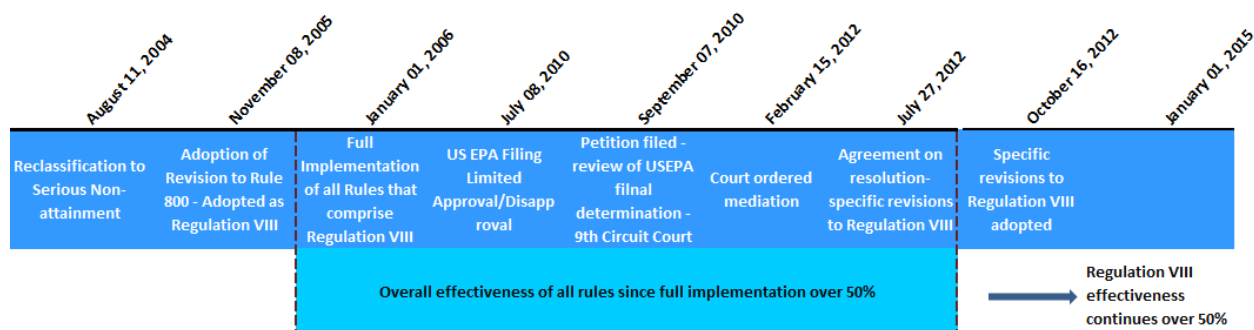 August 11, 2004
November 08, 2005
January 01, 2006
July 08, 2010
September 07, 2010
February 15, 2012
July 27, 2012
October 16, 2012
January 01, 2015
Reclassification to
Serious Non-
attainment
Adoption of
Revision to Rule
800 - Adopted as
Regulation VIII
Full
Implementation
of all Rules that
comprise
Regulation VIII
US EPA Filing
Limited
Approval/Disapp
roval
Petition filed -
review of USEPA
filnal
determination -
9th Circuit Court
Court ordered
mediation
Agreement on
resolution-
specific revisions
to Regulation VIII
Specific
revisions to
Regulation VIII
adopted
Overall effectiveness of all rules since full implementation over 50%
Regulation VIII
effectiveness
continues over 50%